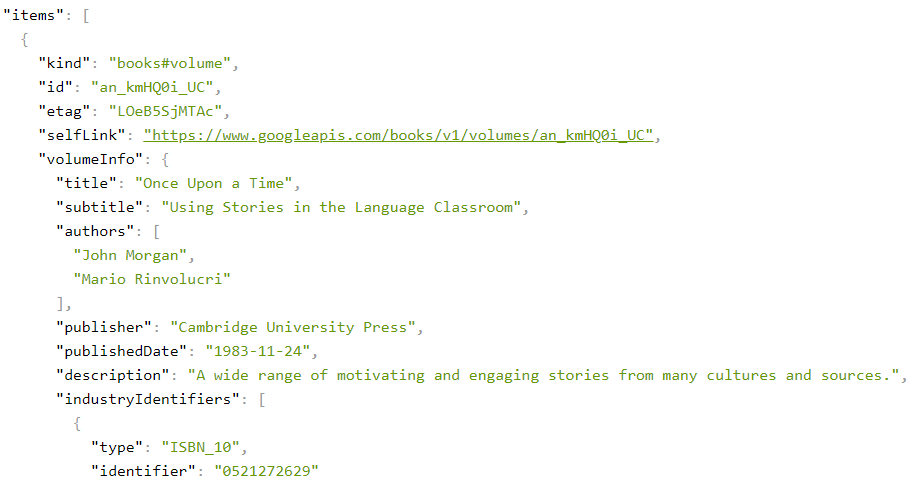 "items": [
{
"kind": "books#volume",
"id": "an_kmHQ0i_UC",
"etag": "LOeB5SjMTAc",
"selfLink": "https://www.googleapis.com/books/v1/volumes/an_kmHQ0i_UC",
"volumeInfo": {
"title": "Once Upon a Time",
"subtitle": "Using Stories in the Language Classroom",
"authors": [
"John Morgan",
"Mario Rinvolucri"
],
"publisher": "Cambridge University Press",
"publishedDate": "1983-11-24",
"description": "A wide range of motivating and engaging stories from many cultures and sources.",
"industryIdentifiers": [
{
"type": "ISBN_10",
"identifier": "0521272629"